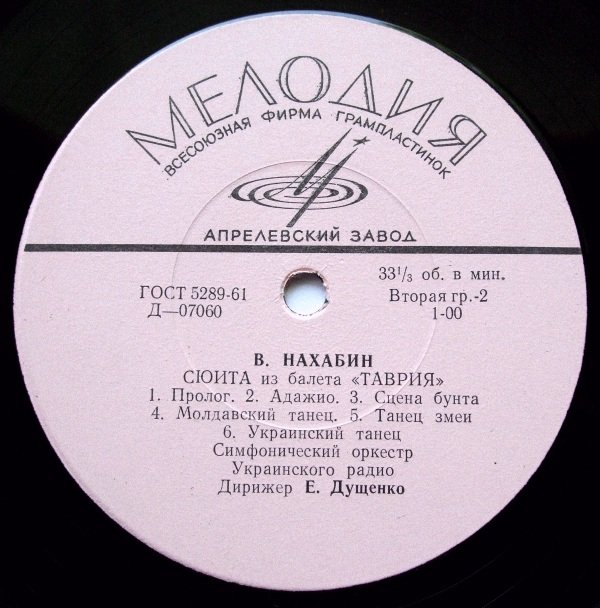 МЕЛОДИЯ
ВСЕСОЮЗНАЯ ФИРМА ГРАМПЛАСТИНОК
АПРЕЛЕВСКИЙ ЗАВОД
ГОСТ 5289-61
Д—07060
33 1/3 об. в мин.
Вторая гр.-2
1-00
В. НАХАБИН
СЮИТА из балета «ТАВРИЯ»
1. Пролог. 2. Адажио. 3. Сцена бунта
4. Молдавский танец. 5. Танец змеи
6. Украинский танец
Симфонический оркестр
Украинского радио
Дирижер Е. Дущенко